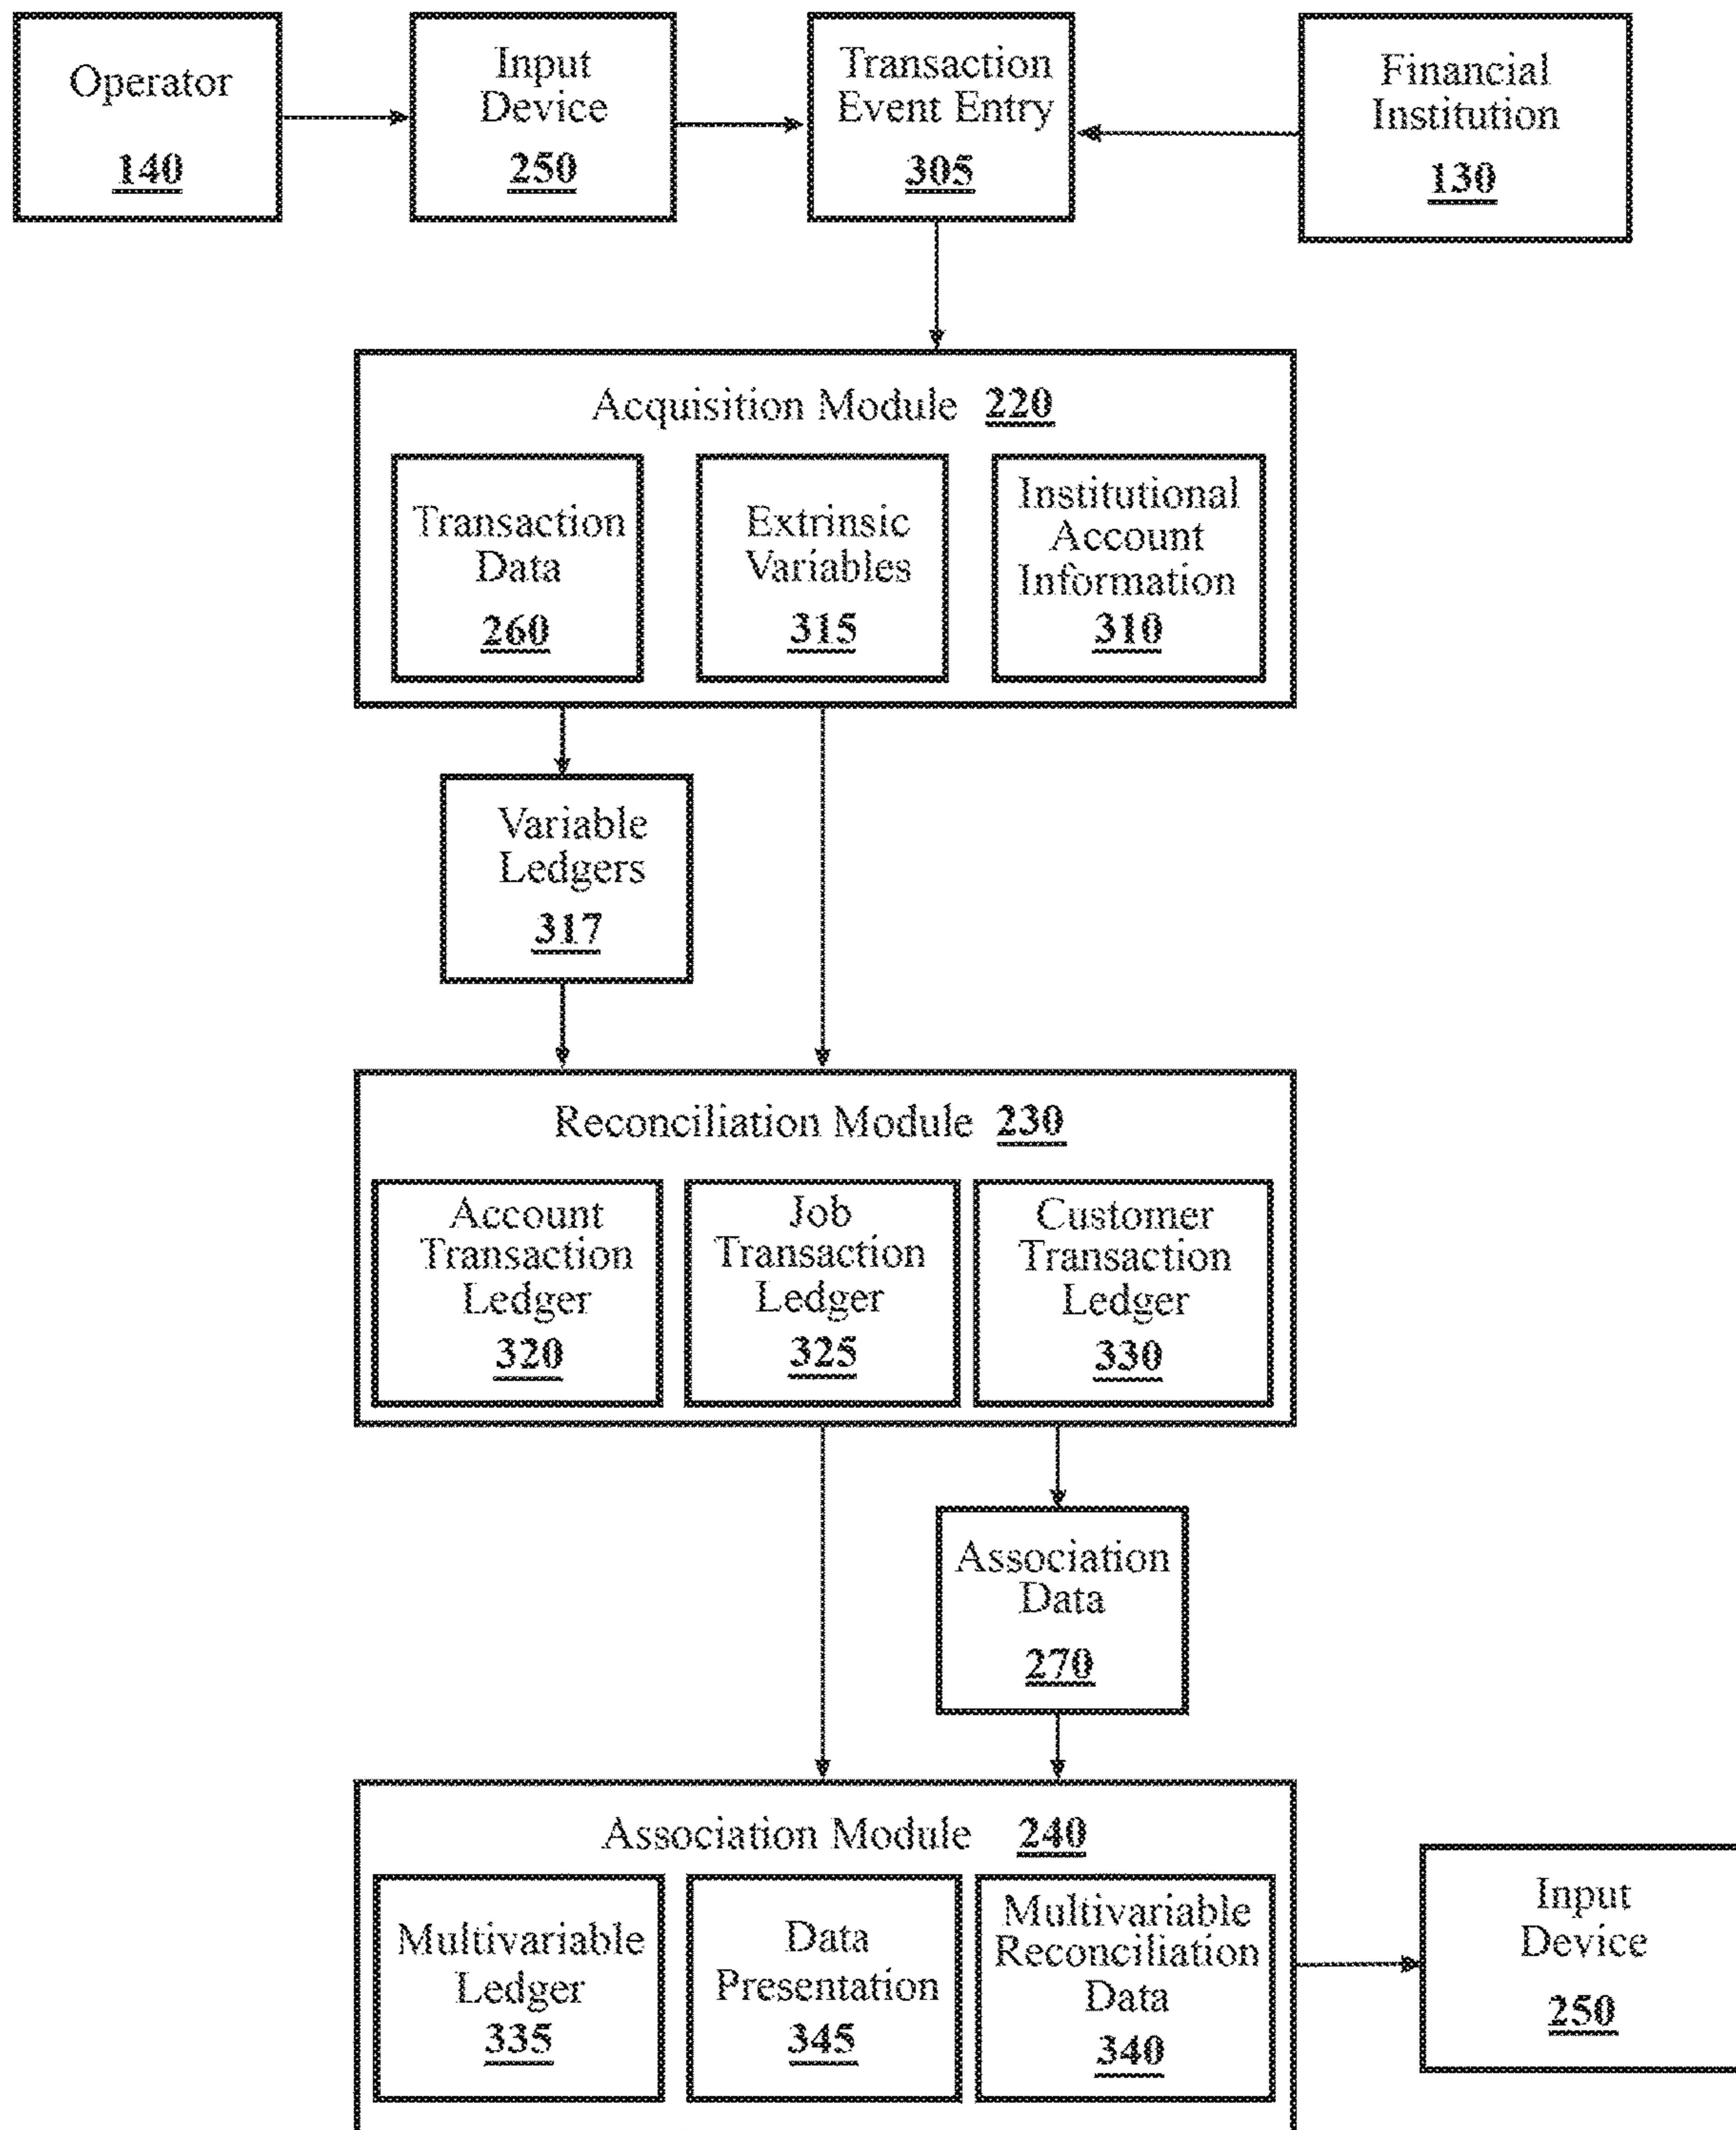 Operator
140
Input
Device
250
Transaction
Event Entry
305
Financial
Institution
130
Acquisition Module 220
Transaction
Data
260
Extrinsic
Variables
315
Institutional
Account
Information
310
Variable
Ledgers
317
Reconciliation Module 230
Account
Transaction
Ledger
320
Job
Transaction
Ledger
325
Customer
Transaction
Ledger
330
Association
Data
270
Association Module 240
Multivariable
Ledger
335
Data
Presentation
345
Multivariable
Reconciliation
Data
340
Input
Device
250